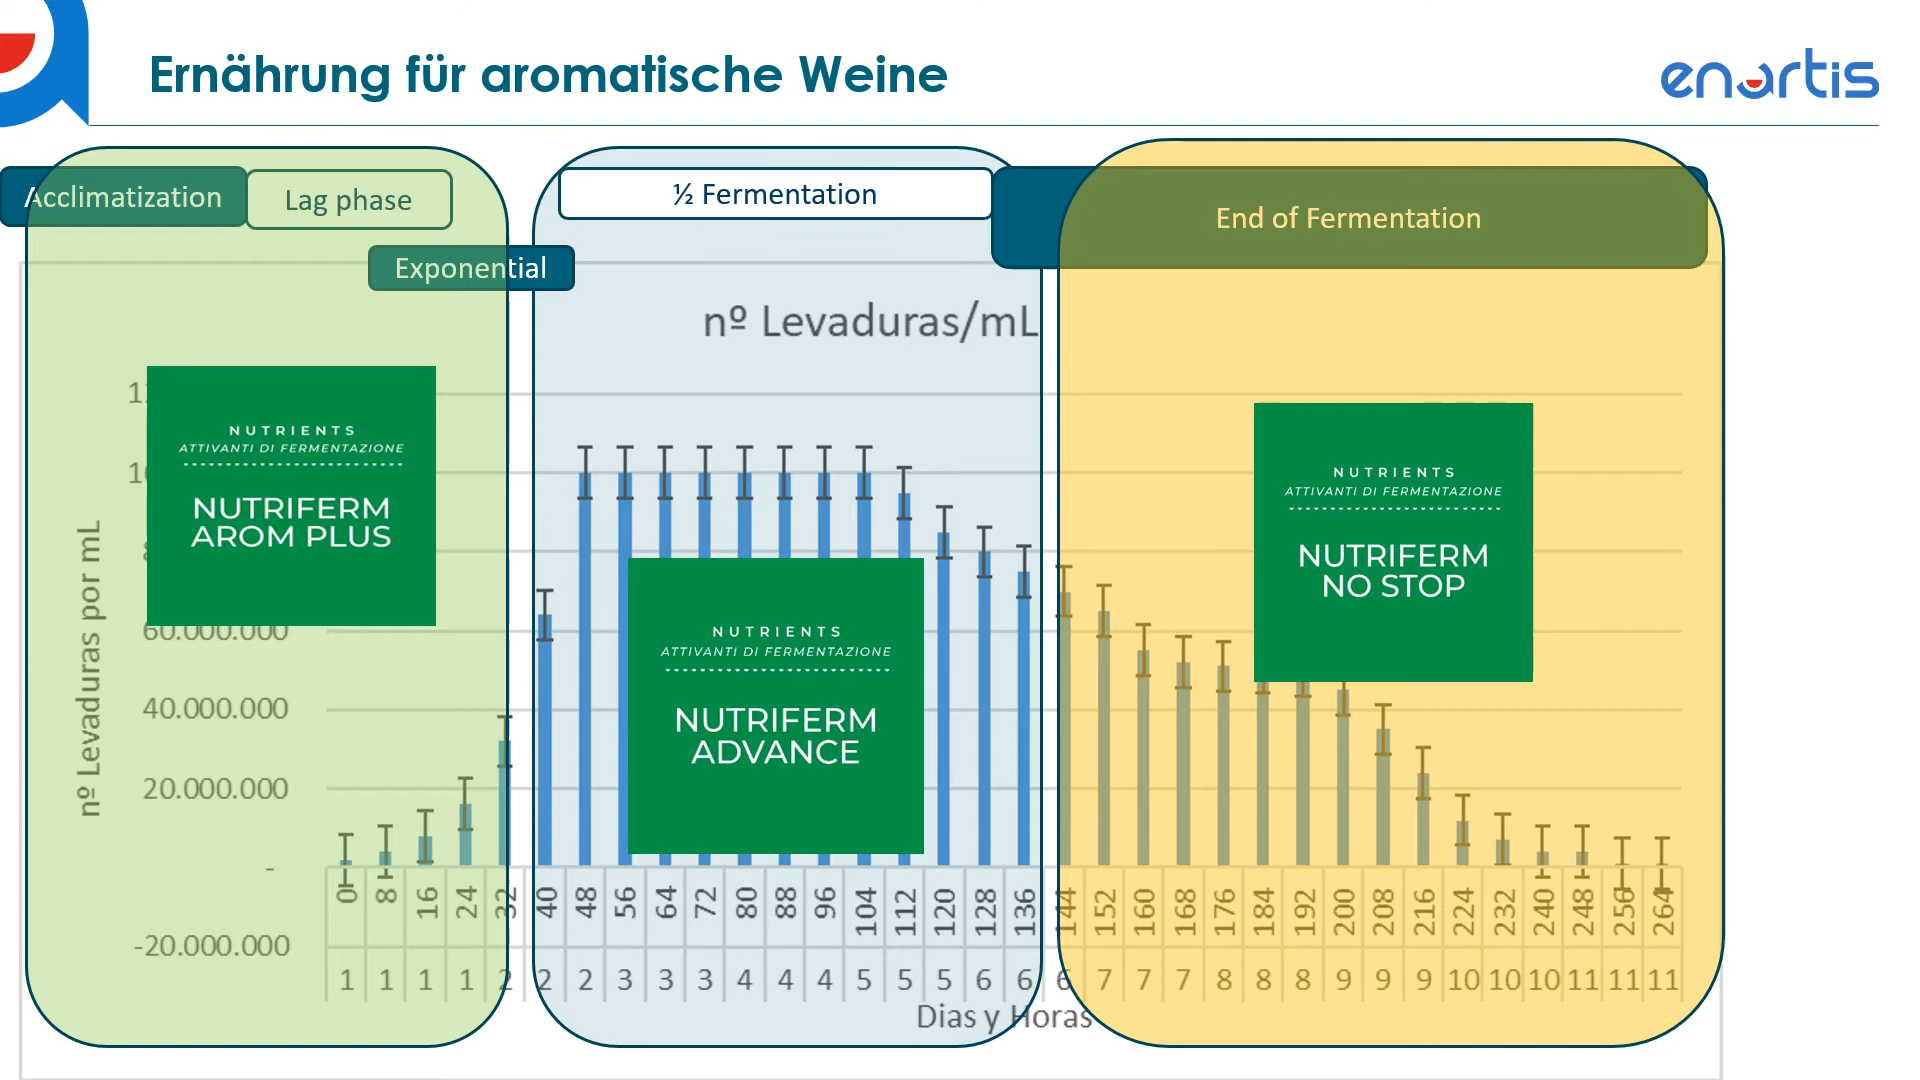 Ernährung für aromatische Weine
enartis
Acclimatization
Lag phase
½ Fermentation
End of Fermentation
Exponential
nº Levaduras/mL
NUTRIENTS
ATTIVANTI DI FERMENTAZIONE
NUTRIFERM
AROM PLUS
NUTRIENTS
ATTIVANTI DI FERMENTAZIONE
NUTRIFERM
NO STOP
NUTRIENTS
ATTIVANTI DI FERMENTAZIONE
NUTRIFERM
ADVANCE
nº Levaduras por mL
60.000.000
40.000.000
20.000.000
-
-20.000.000
0 8 16 24 32 40 48 56 64 72 80 88 96 104 112 120 128 136 144 152 160 168 176 184 192 200 208 216 224 232 240 248 256 264
1 1 1 1 2 2 2 3 3 3 4 4 4 5 5 5 6 6 6 7 7 7 8 8 8 9 9 9 10 10 10 11 11 11
Dias y Horas